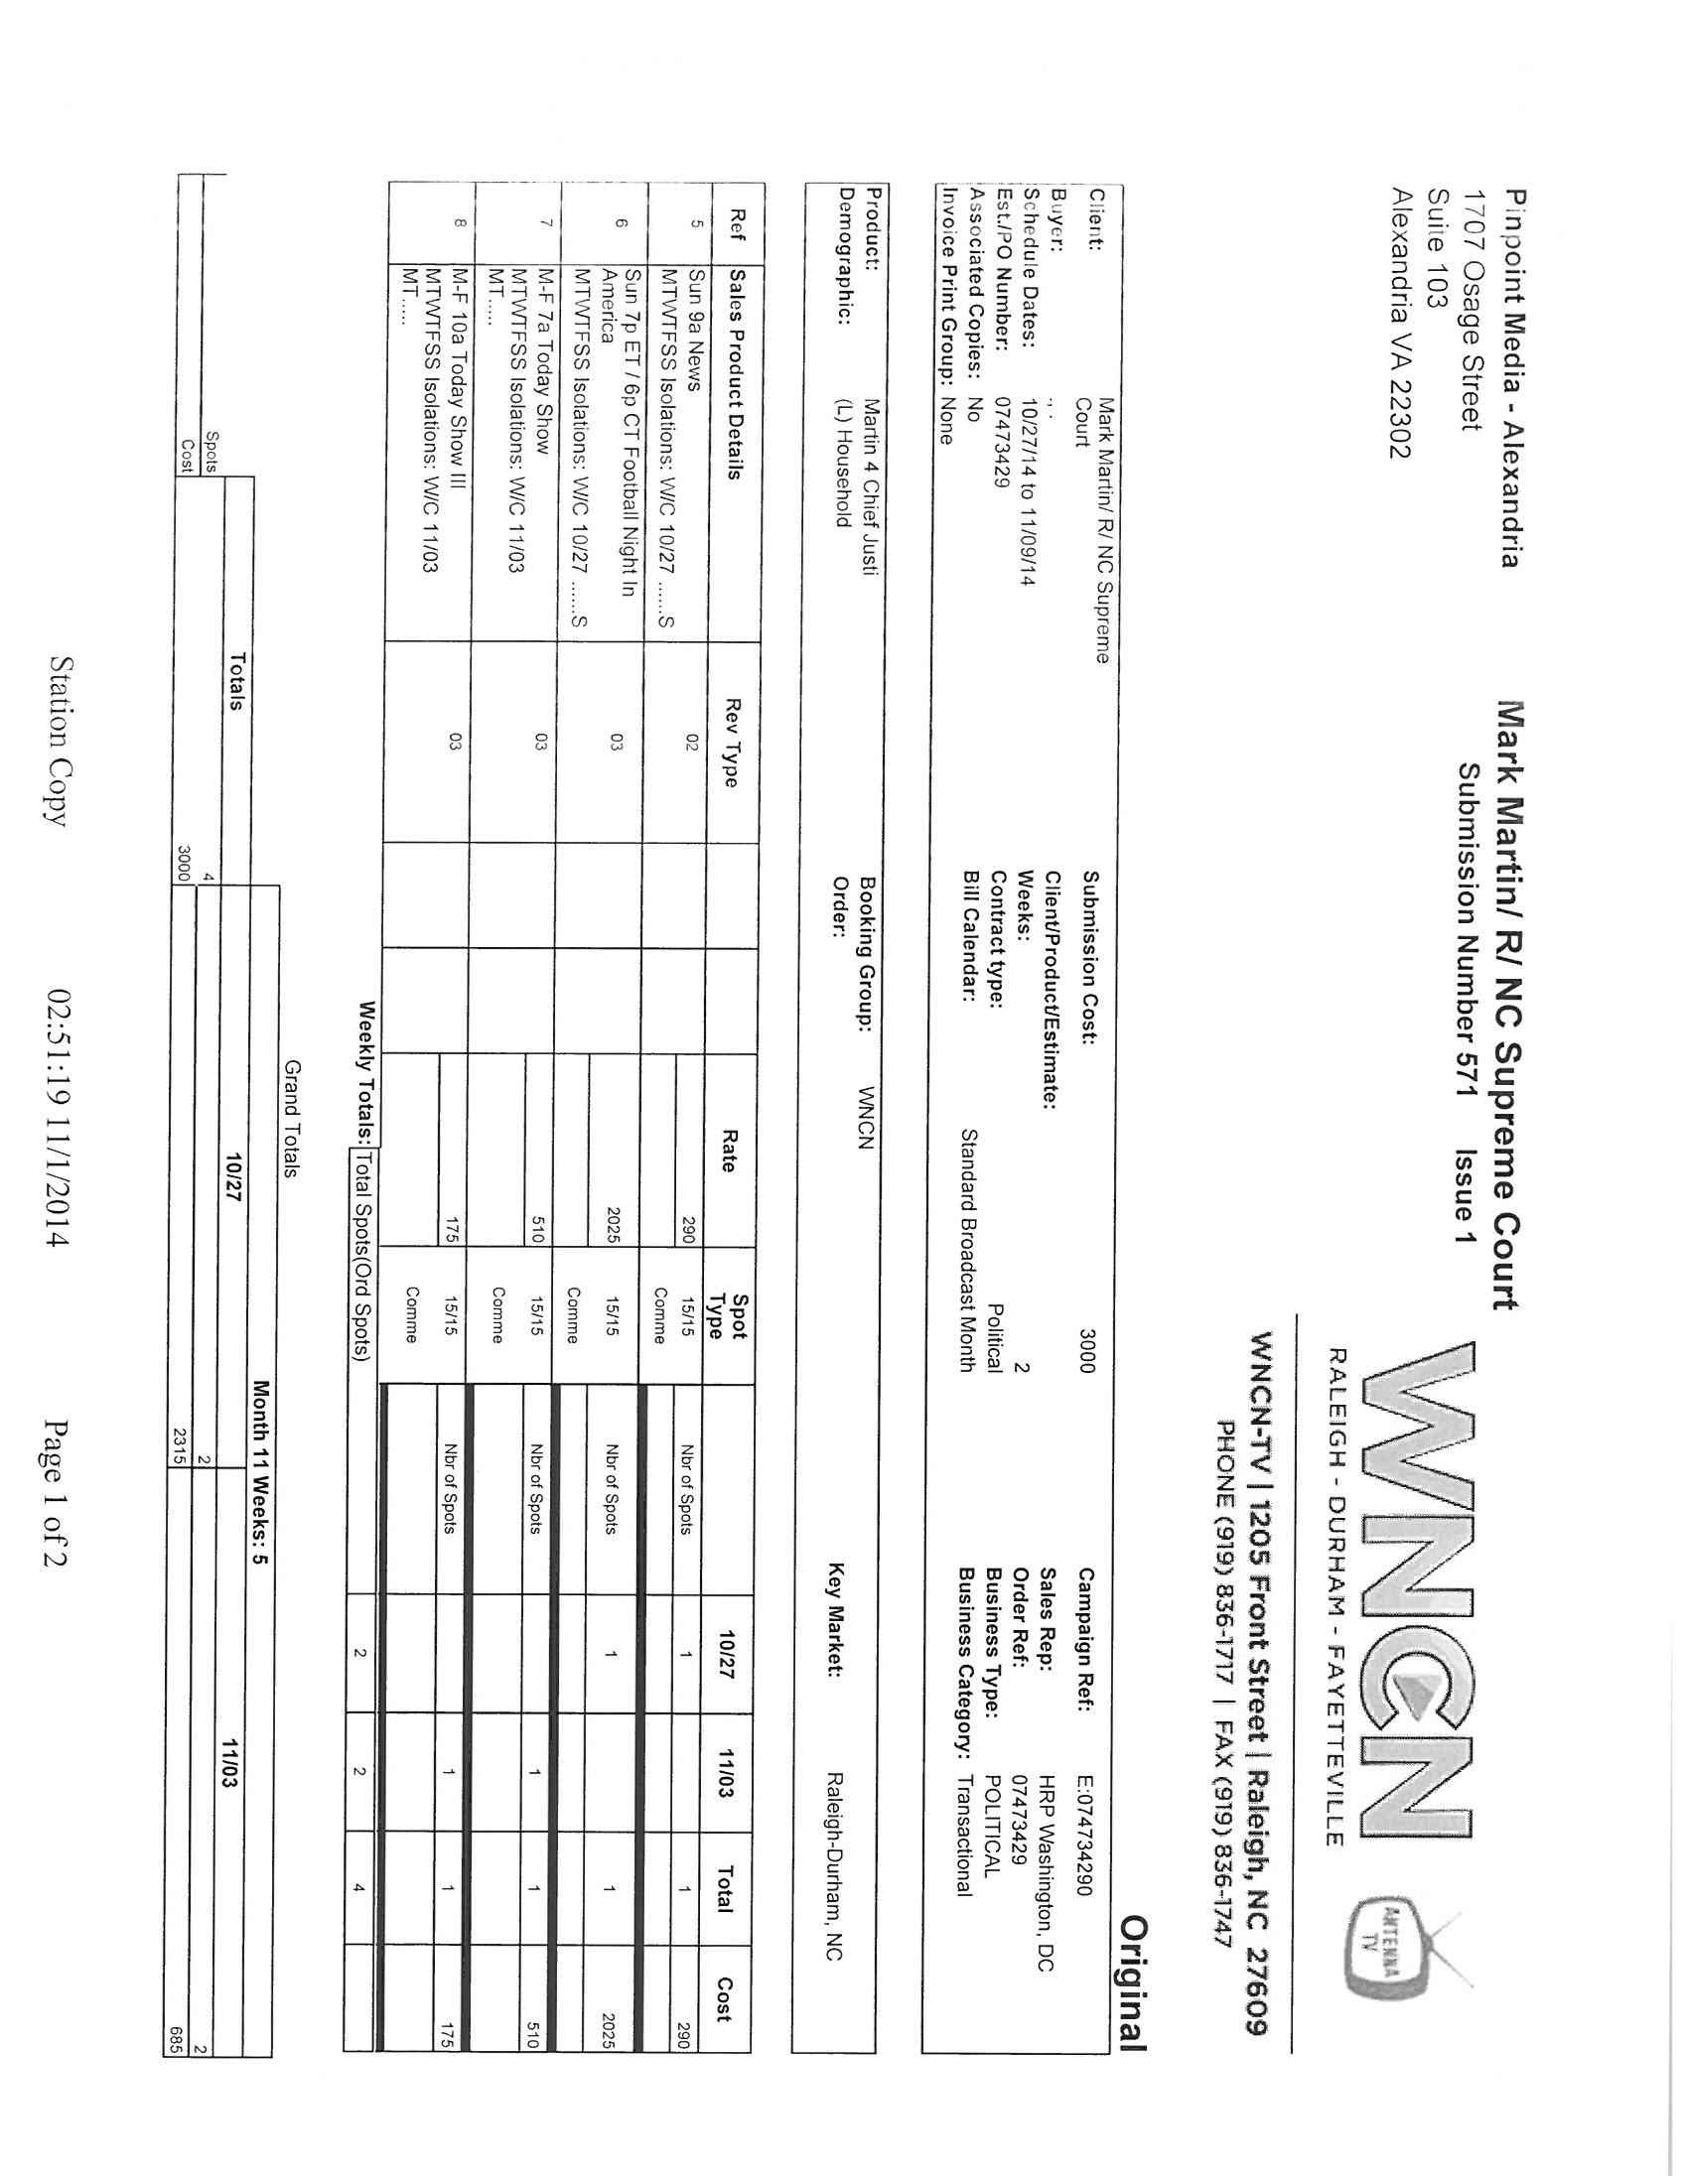 Pinpoint Media - Alexandria
1707 Osage Street
Suite 103
Alexandria VA 22302
Mark Martin/ R/ NC Supreme Court
Submission Number 571 Issue 1
WNCN
RALEIGH - DURHAM - FAYETTEVILLE
ANTENNA
TV
WNCN-TV | 1205 Front Street | Raleigh, NC 27609
PHONE (919) 836-1717 | FAX (919) 836-1747
Original
Client: Mark Martin/ R/ NC Supreme Court
Buyer: ., .
Schedule Dates: 10/27/14 to 11/09/14
Est./PO Number: 07473429
Associated Copies: No
Invoice Print Group: None
Submission Cost: 3000
Client/Product/Estimate:
Weeks: 2
Contract type: Political
Bill Calendar: Standard Broadcast Month
Campaign Ref: E:074734290
Sales Rep: HRP Washington, DC
Order Ref: 07473429
Business Type: POLITICAL
Business Category: Transactional
Product: Martin 4 Chief Justi
Demographic: (L) Household
Booking Group: WNCN
Order:
Key Market: Raleigh-Durham, NC
Ref Sales Product Details Rev Type Rate Spot Type 10/27 11/03 Total Cost
5 Sun 9a News 02 290 15/15 Nbr of Spots 1 1 290
MTWTFSS Isolations: W/C 10/27 ......S Comme
6 Sun 7p ET / 6p CT Football Night In 03 2025 15/15 Nbr of Spots 1 1 2025
America
MTWTFSS Isolations: W/C 10/27 ......S Comme
7 M-F 7a Today Show 03 510 15/15 Nbr of Spots 1 1 510
MTWTFSS Isolations: W/C 11/03 Comme
MT.....
8 M-F 10a Today Show III 03 175 15/15 Nbr of Spots 1 1 175
MTWTFSS Isolations: W/C 11/03 Comme
MT.....
Weekly Totals: Total Spots(Ord Spots) 2 2 4
Grand Totals
Month 11 Weeks: 5
Totals 10/27 11/03
Spots 4 2 2
Cost 3000 2315 685
Station Copy 02:51:19 11/1/2014 Page 1 of 2